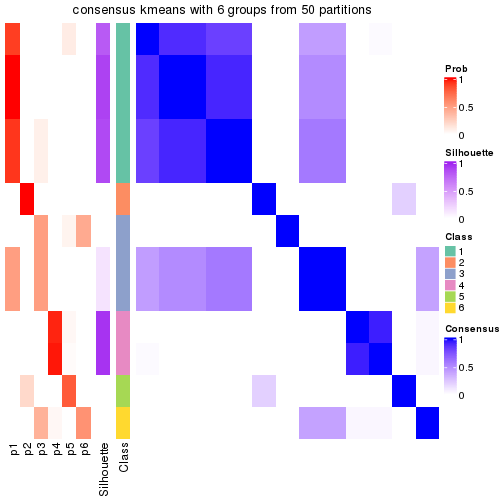 consensus kmeans with 6 groups from 50 partitions
Prob
1
0.5
0
Silhouette
1
0.5
0
Class
1
2
3
4
5
6
Consensus
1
0.5
0
p1
p2
p3
p4
p5
p6
Silhouette
Class